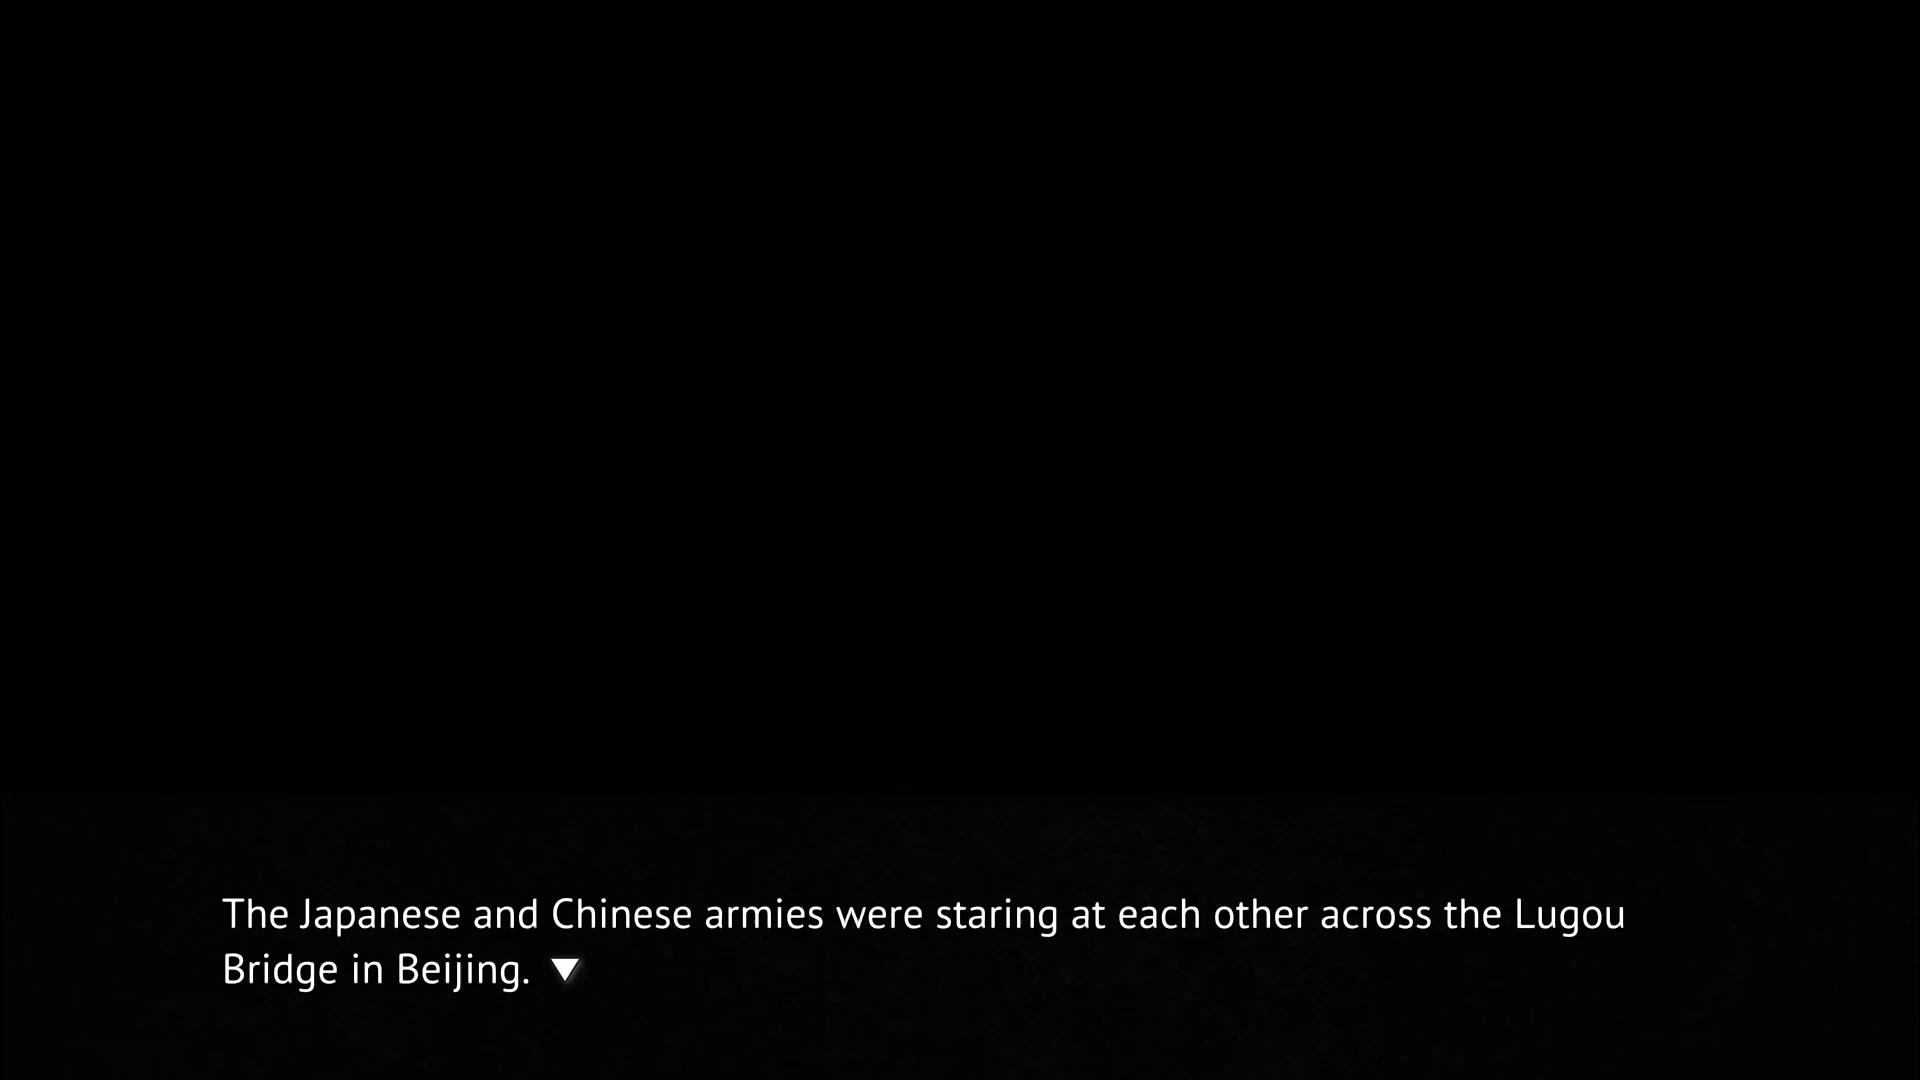 The Japanese and Chinese armies were staring at each other across the Lugou
Bridge in Beijing.